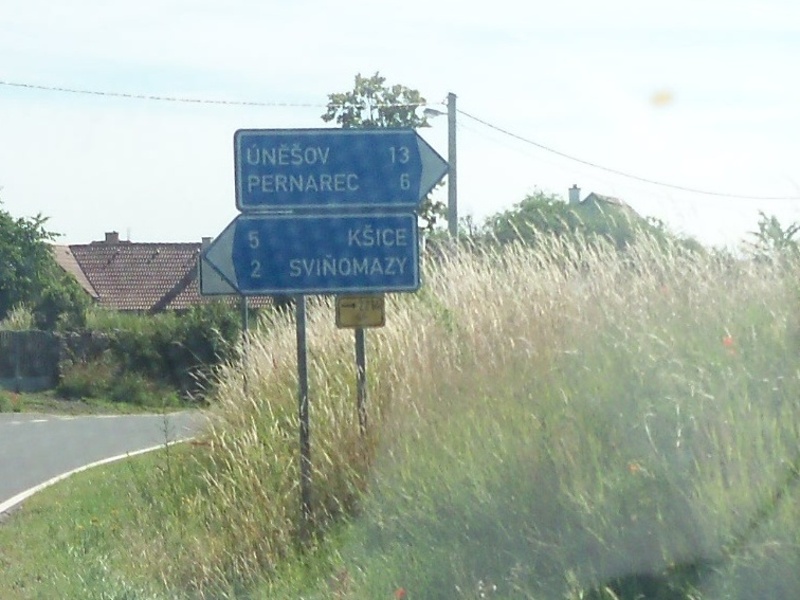 ÚNĚŠOV 13
PERNAREC 6
5 KŠICE
2 SVIŇOMAZY